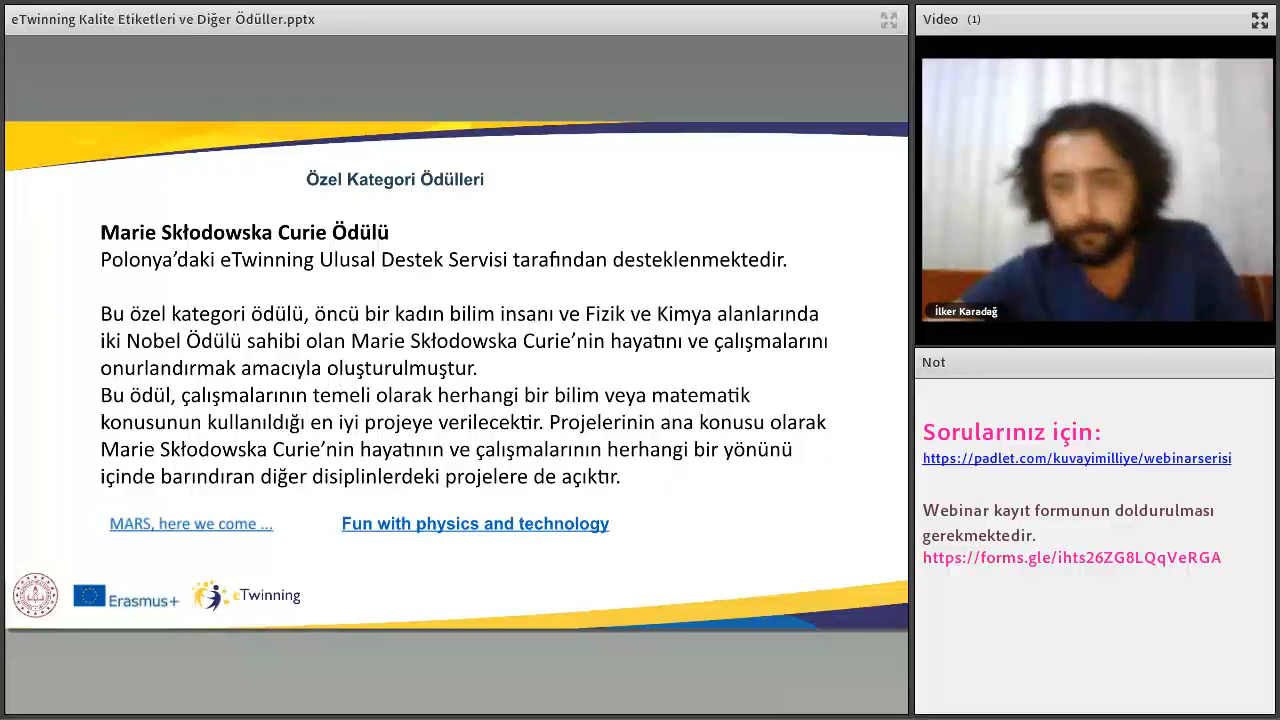 eTwinning Kalite Etiketleri ve Diğer Ödüller.pptx
Özel Kategori Ödülleri
Marie Skłodowska Curie Ödülü
Polonya’daki eTwinning Ulusal Destek Servisi tarafından desteklenmektedir.
Bu özel kategori ödülü, öncü bir kadın bilim insanı ve Fizik ve Kimya alanlarında
iki Nobel Ödülü sahibi olan Marie Skłodowska Curie’nin hayatını ve çalışmalarını
onurlandırmak amacıyla oluşturulmuştur.
Bu ödül, çalışmalarının temeli olarak herhangi bir bilim veya matematik
konusunun kullanıldığı en iyi projeye verilecektir. Projelerinin ana konusu olarak
Marie Skłodowska Curie’nin hayatının ve çalışmalarının herhangi bir yönünü
içinde barındıran diğer disiplinlerdeki projelere de açıktır.
MARS, here we come ...
Fun with physics and technology
Erasmus+
eTwinning
Video (1)
İlker Karadağ
Not
Sorularınız için:
https://padlet.com/kuvayimilliye/webinarserisi
Webinar kayıt formunun doldurulması
gerekmektedir.
https://forms.gle/ihts26ZG8LQqVeRGA